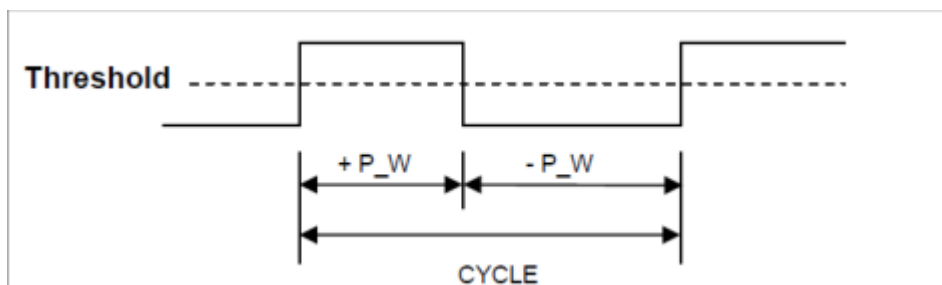 Threshold
+ P_W
- P_W
CYCLE